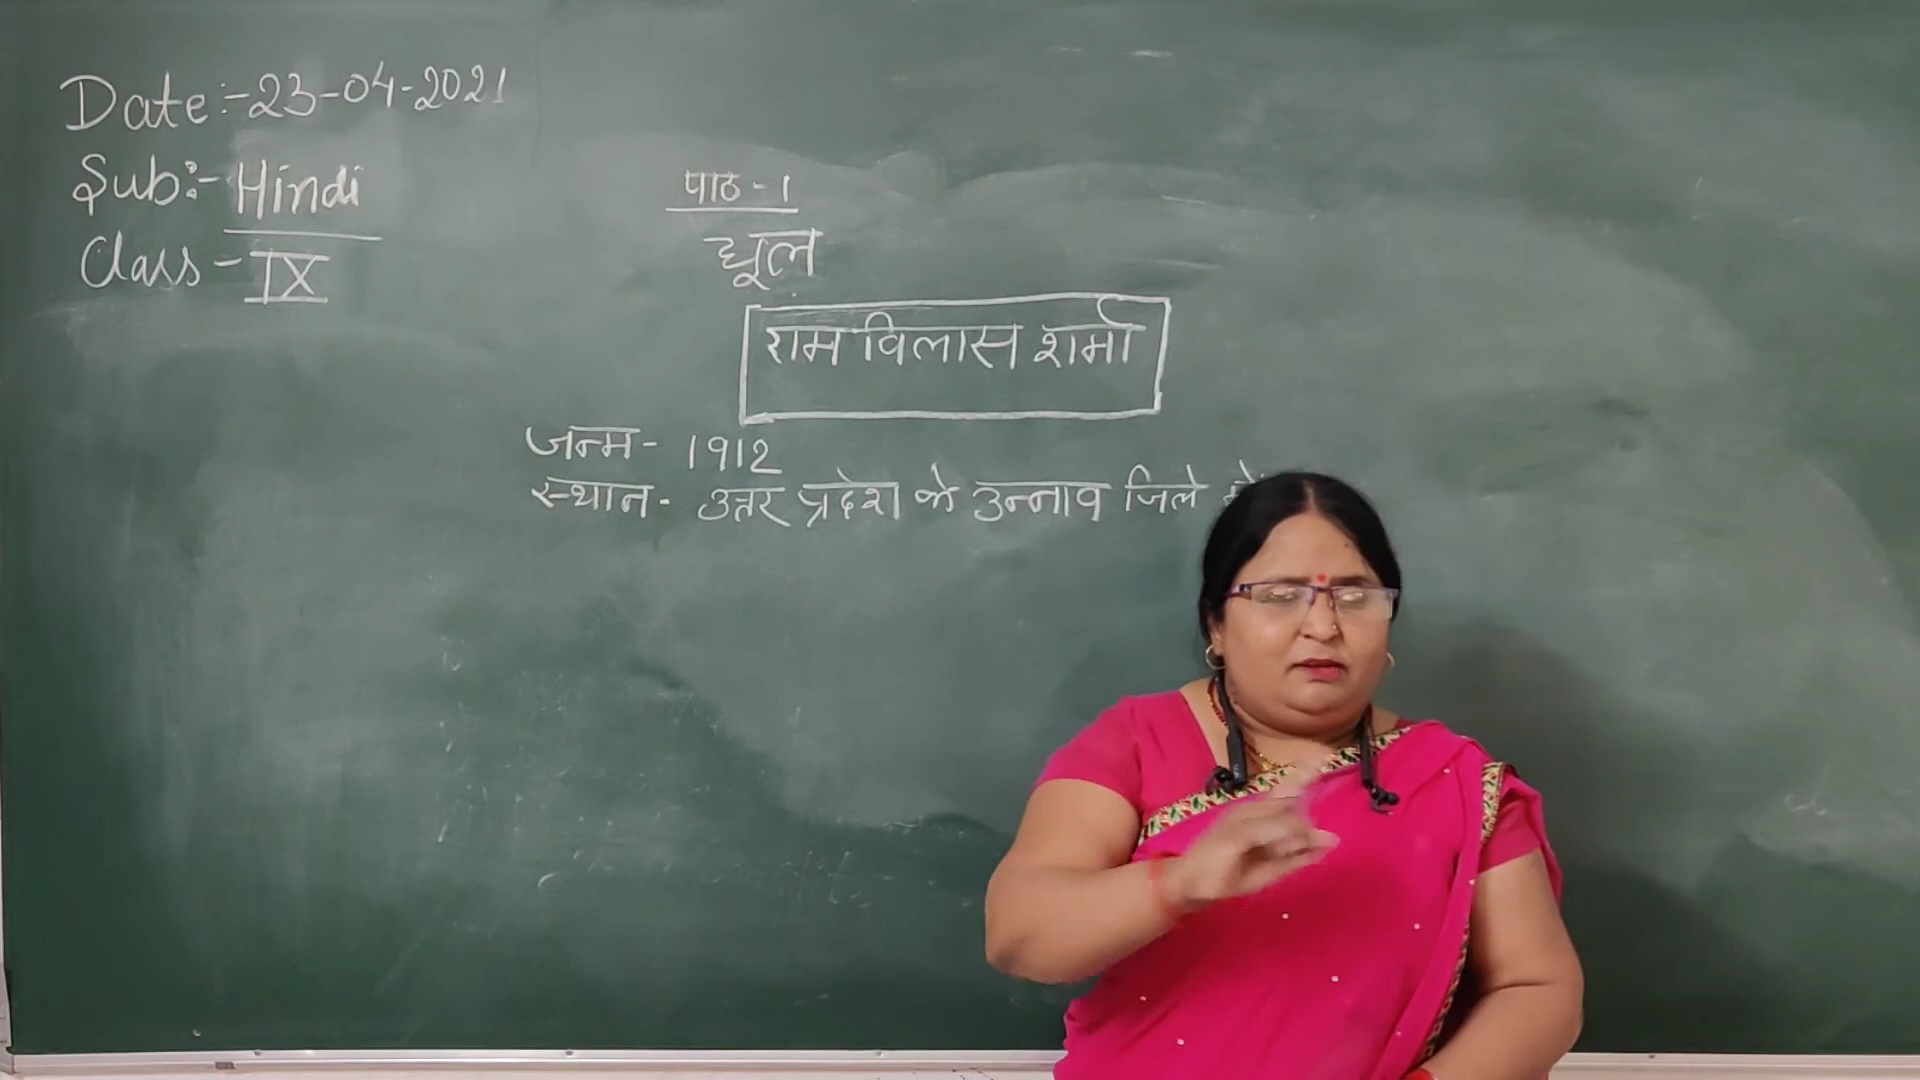 Date:-23-04-2021
Sub:- Hindi
Class - IX
पाठ - 1
धूल
राम विलास शर्मा
जन्म - 1912
स्थान - उत्तर प्रदेश के उन्नाव जिले में